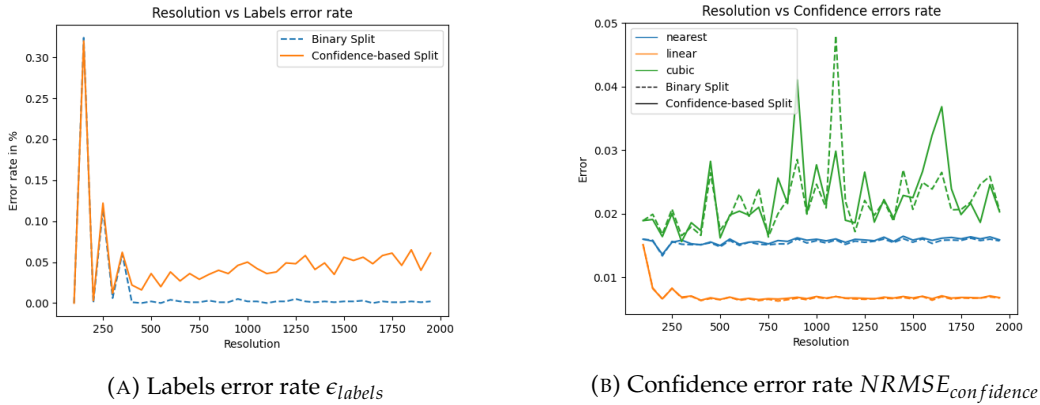 Resolution vs Labels error rate
Error rate in %
0.30
0.25
0.20
0.15
0.10
0.05
0.00
Binary Split
Confidence-based Split
250 500 750 1000 1250 1500 1750 2000
Resolution
(A) Labels error rate ϵlabels
Resolution vs Confidence errors rate
Error
0.05
0.04
0.03
0.02
0.01
nearest
linear
cubic
Binary Split
Confidence-based Split
250 500 750 1000 1250 1500 1750 2000
Resolution
(B) Confidence error rate NRMSEconfidence